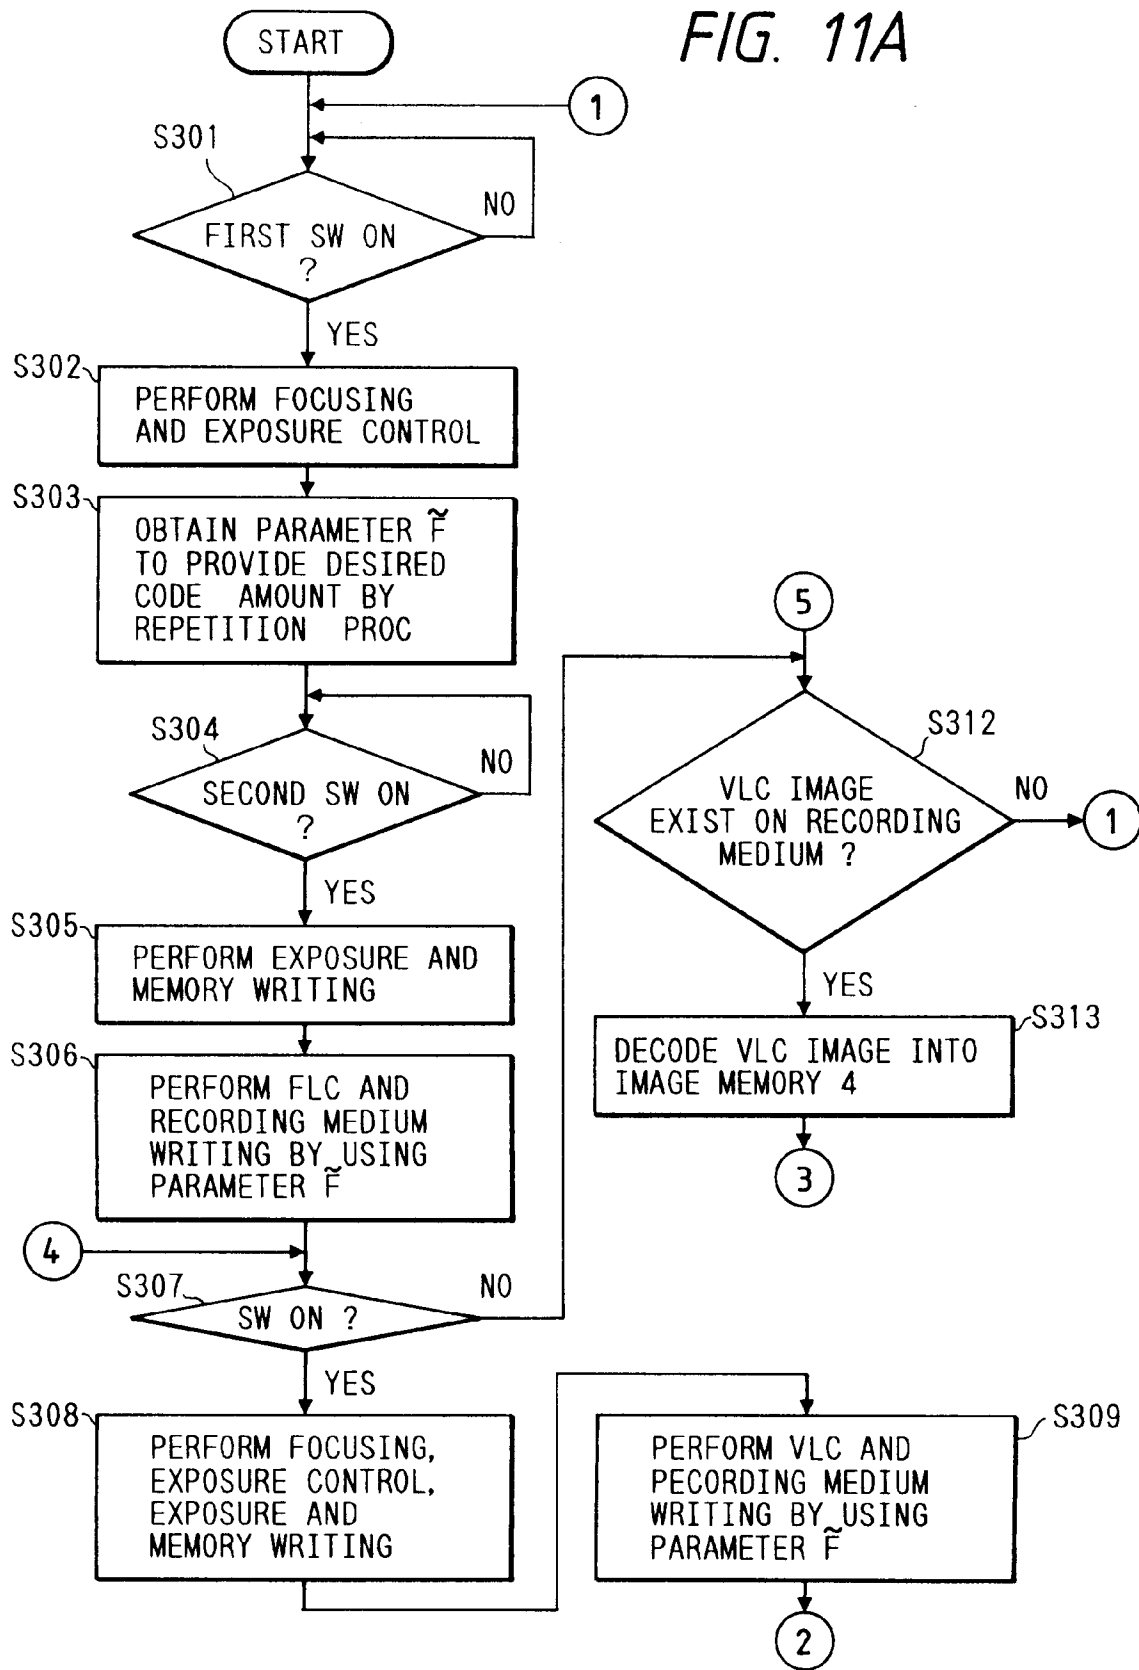 FIG. 11A
START
1
S301
NO
FIRST SW ON
?
YES
S302
PERFORM FOCUSING
AND EXPOSURE CONTROL
S303
OBTAIN PARAMETER F̃
TO PROVIDE DESIRED
CODE AMOUNT BY
REPETITION PROC
S304
NO
SECOND SW ON
?
YES
S305
PERFORM EXPOSURE AND
MEMORY WRITING
S306
PERFORM FLC AND
RECORDING MEDIUM
WRITING BY USING
PARAMETER F̃
4
S307
NO
SW ON ?
YES
S308
PERFORM FOCUSING,
EXPOSURE CONTROL,
EXPOSURE AND
MEMORY WRITING
S309
PERFORM VLC AND
PECORDING MEDIUM
WRITING BY USING
PARAMETER F̃
2
5
S312
VLC IMAGE
EXIST ON RECORDING
MEDIUM ?
NO
1
YES
S313
DECODE VLC IMAGE INTO
IMAGE MEMORY 4
3